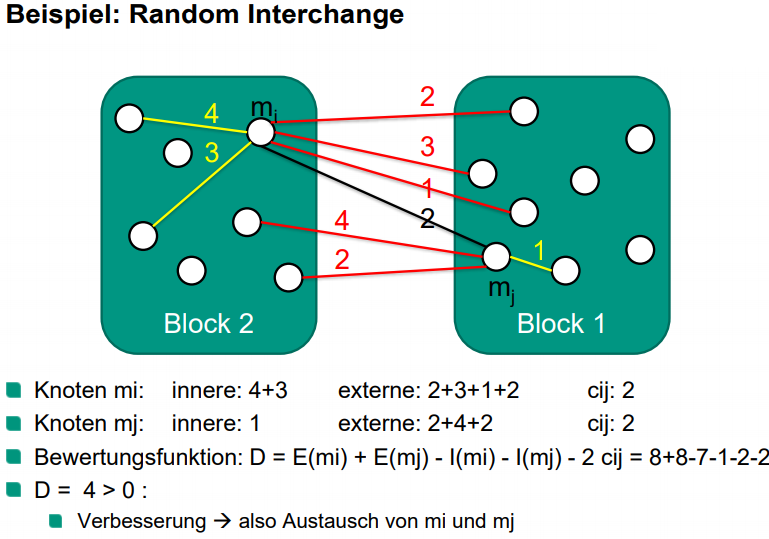 Beispiel: Random Interchange
2
4
mi
3
3
1
2
4
1
2
mj
Block 2
Block 1
Knoten mi: innere: 4+3 externe: 2+3+1+2 cij: 2
Knoten mj: innere: 1 externe: 2+4+2 cij: 2
Bewertungsfunktion: D = E(mi) + E(mj) - I(mi) - I(mj) - 2 cij = 8+8-7-1-2-2
D = 4 > 0 :
Verbesserung → also Austausch von mi und mj